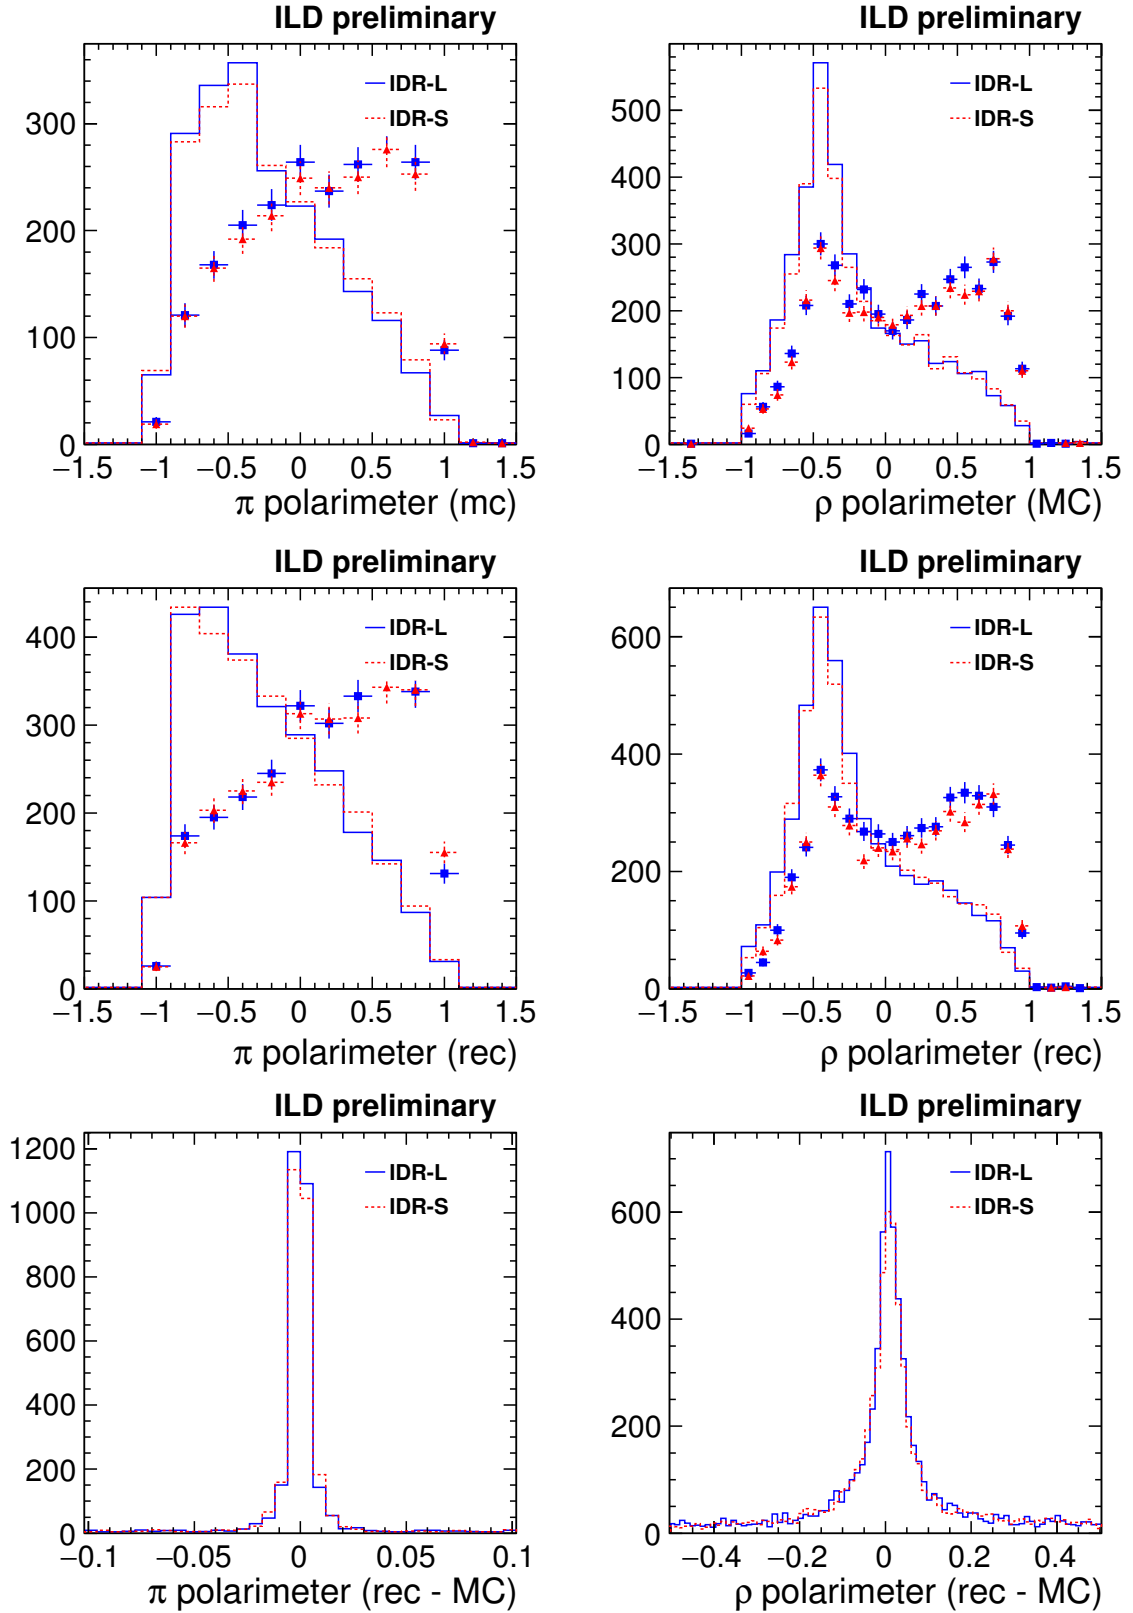 ILD preliminary
IDR-L
IDR-S
300
200
100
0
−1.5 −1 −0.5 0 0.5 1 1.5
π polarimeter (mc)
ILD preliminary
IDR-L
IDR-S
500
400
300
200
100
0
−1.5 −1 −0.5 0 0.5 1 1.5
ρ polarimeter (MC)
ILD preliminary
IDR-L
IDR-S
400
300
200
100
0
−1.5 −1 −0.5 0 0.5 1 1.5
π polarimeter (rec)
ILD preliminary
IDR-L
IDR-S
600
400
200
0
−1.5 −1 −0.5 0 0.5 1 1.5
ρ polarimeter (rec)
ILD preliminary
IDR-L
IDR-S
1200
1000
800
600
400
200
0
−0.1 −0.05 0 0.05 0.1
π polarimeter (rec - MC)
ILD preliminary
IDR-L
IDR-S
600
400
200
0
−0.4 −0.2 0 0.2 0.4
ρ polarimeter (rec - MC)